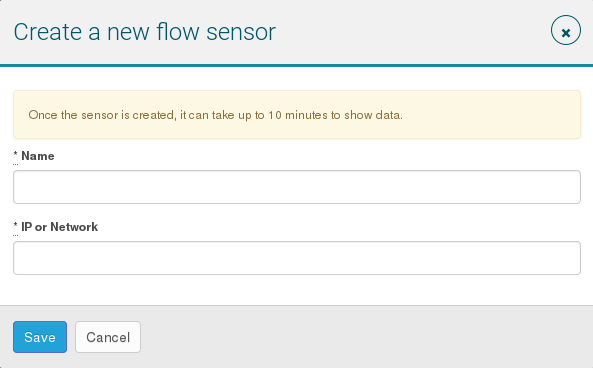 Create a new flow sensor
Once the sensor is created, it can take up to 10 minutes to show data.
* Name
* IP or Network
Save Cancel